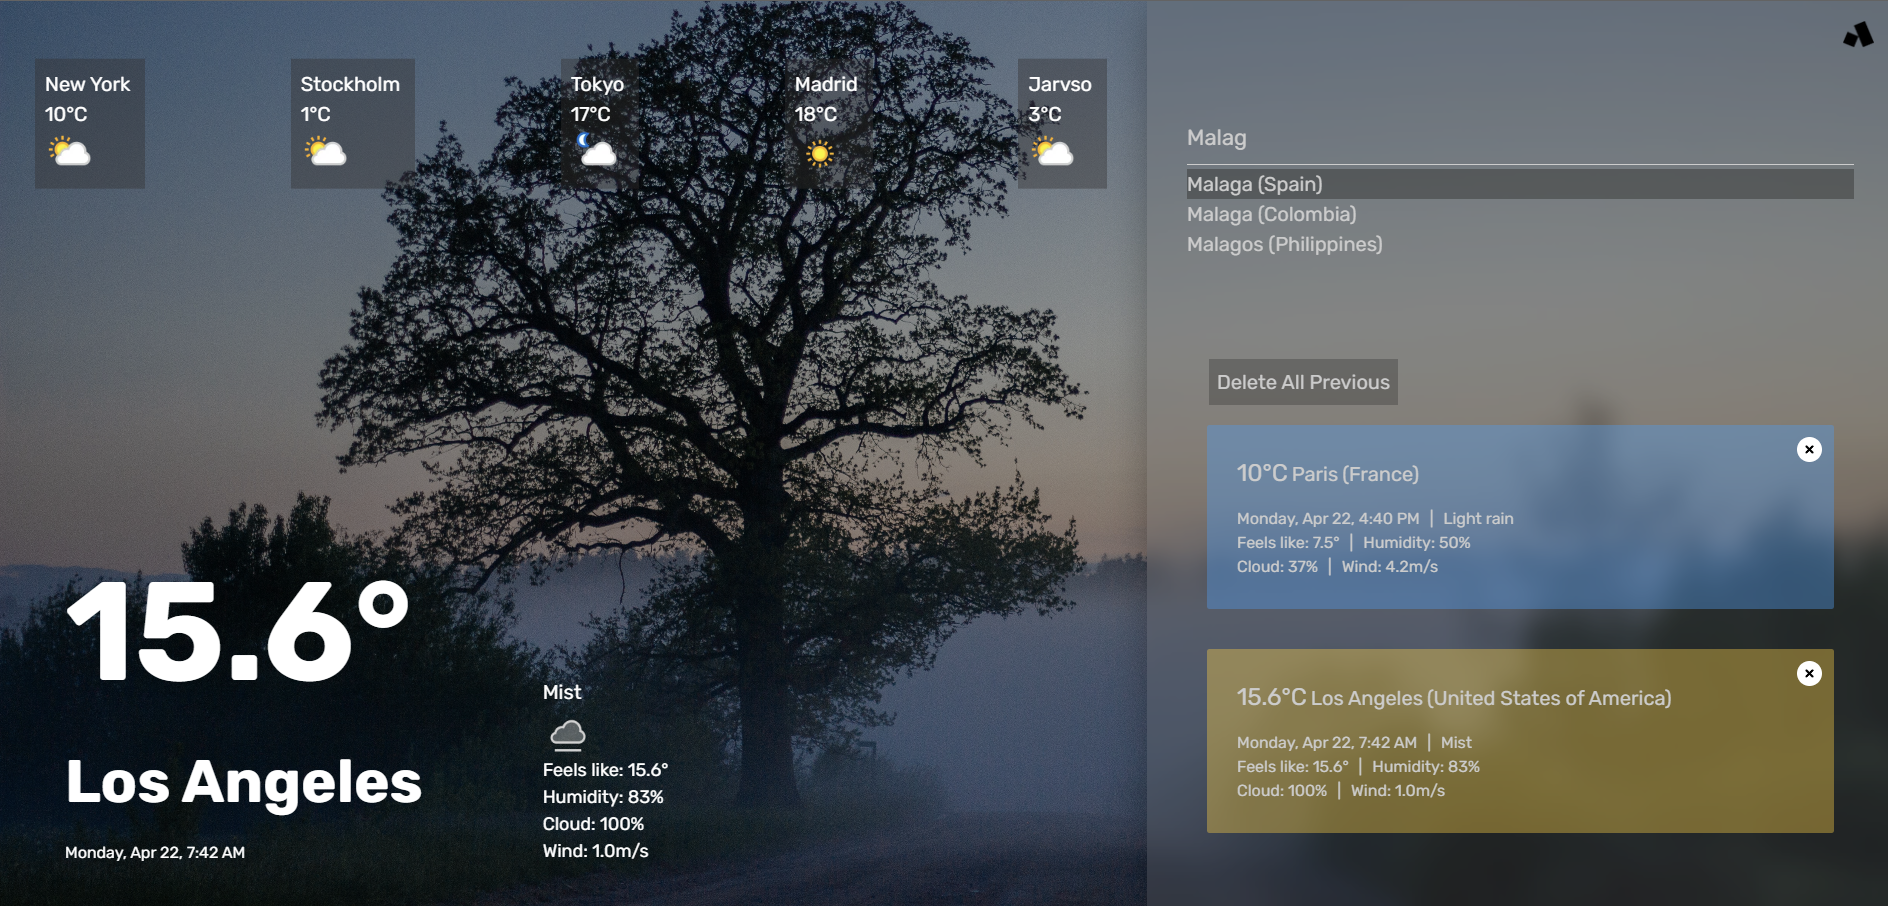 New York
10°C
Stockholm
1°C
Tokyo
17°C
Madrid
18°C
Jarvso
3°C
15.6°
Los Angeles
Monday, Apr 22, 7:42 AM
Mist
Feels like: 15.6°
Humidity: 83%
Cloud: 100%
Wind: 1.0m/s
Malag
Malaga (Spain)
Malaga (Colombia)
Malagos (Philippines)
Delete All Previous
10°C Paris (France)
Monday, Apr 22, 4:40 PM | Light rain
Feels like: 7.5° | Humidity: 50%
Cloud: 37% | Wind: 4.2m/s
15.6°C Los Angeles (United States of America)
Monday, Apr 22, 7:42 AM | Mist
Feels like: 15.6° | Humidity: 83%
Cloud: 100% | Wind: 1.0m/s